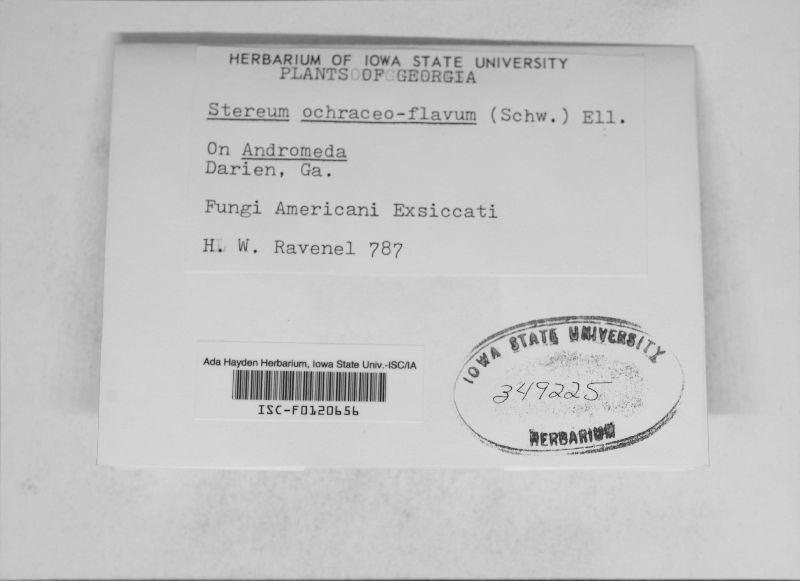 HERBARIUM OF IOWA STATE UNIVERSITY
PLANTS OF GEORGIA
Stereum ochraceo-flavum (Schw.) Ell.
On Andromeda
Darien, Ga.
Fungi Americani Exsiccati
H. W. Ravenel 787
Ada Hayden Herbarium, Iowa State Univ.-ISC/IA
ISC-F0120656
IOWA STATE UNIVERSITY
349225
HERBARIUM